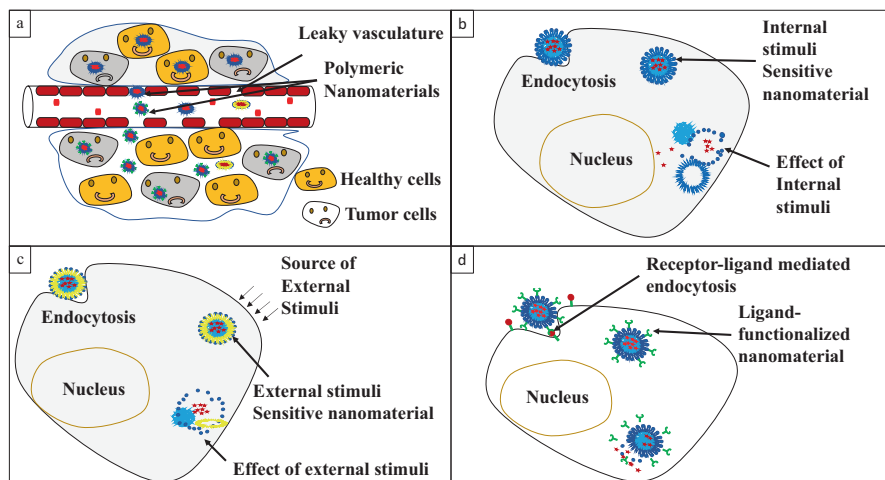 a
Leaky vasculature
Polymeric
Nanomaterials
Healthy cells
Tumor cells
b
Internal
stimuli
Sensitive
nanomaterial
Endocytosis
Nucleus
Effect of
Internal
stimuli
c
Source of
External
Stimuli
Endocytosis
Nucleus
External stimuli
Sensitive nanomaterial
Effect of external stimuli
d
Receptor-ligand mediated
endocytosis
Ligand-
functionalized
nanomaterial
Nucleus